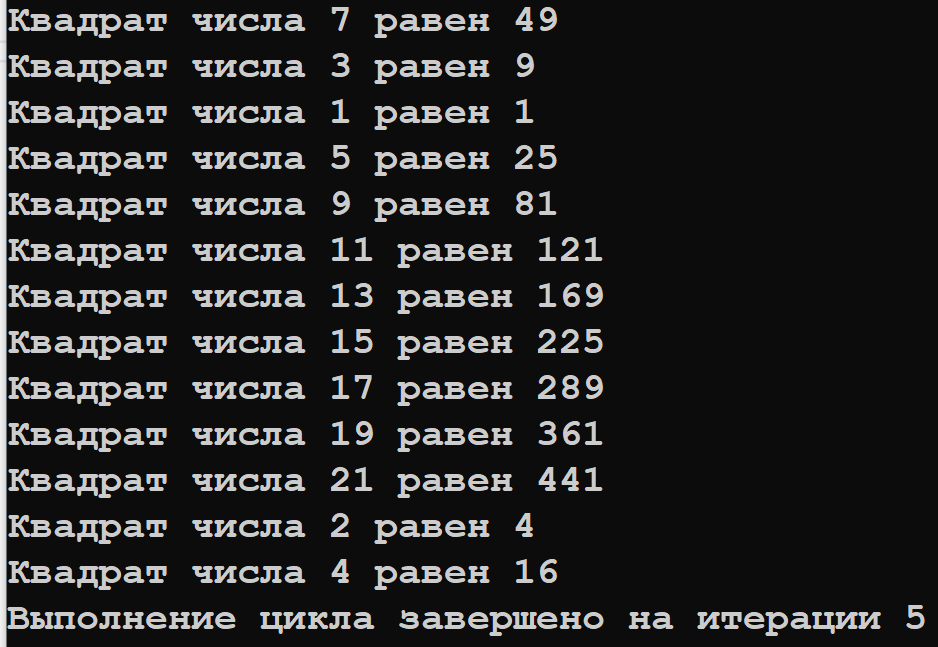 Квадрат числа 7 равен 49
Квадрат числа 3 равен 9
Квадрат числа 1 равен 1
Квадрат числа 5 равен 25
Квадрат числа 9 равен 81
Квадрат числа 11 равен 121
Квадрат числа 13 равен 169
Квадрат числа 15 равен 225
Квадрат числа 17 равен 289
Квадрат числа 19 равен 361
Квадрат числа 21 равен 441
Квадрат числа 2 равен 4
Квадрат числа 4 равен 16
Выполнение цикла завершено на итерации 5